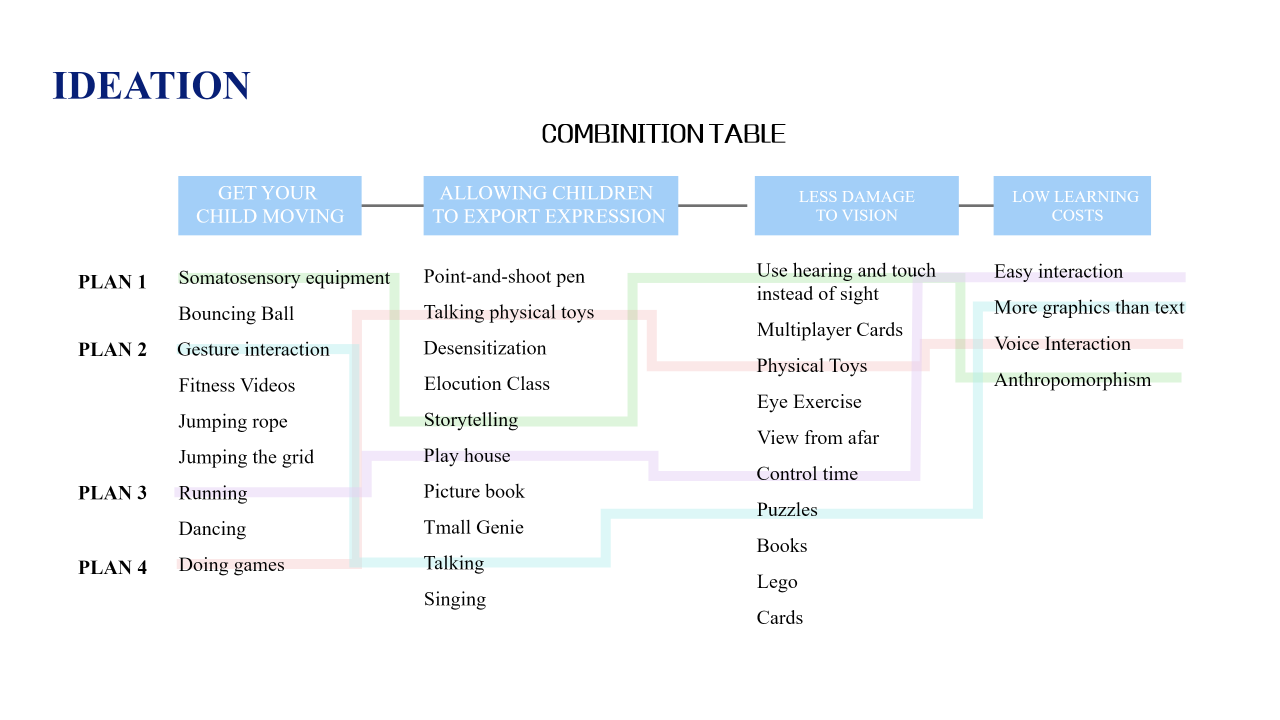 IDEATION
COMBINITION TABLE
GET YOUR
CHILD MOVING
ALLOWING CHILDREN
TO EXPORT EXPRESSION
LESS DAMAGE
TO VISION
LOW LEARNING
COSTS
PLAN 1
PLAN 2
PLAN 3
PLAN 4
Somatosensory equipment
Bouncing Ball
Gesture interaction
Fitness Videos
Jumping rope
Jumping the grid
Running
Dancing
Doing games
Point-and-shoot pen
Talking physical toys
Desensitization
Elocution Class
Storytelling
Play house
Picture book
Tmall Genie
Talking
Singing
Use hearing and touch
instead of sight
Multiplayer Cards
Physical Toys
Eye Exercise
View from afar
Control time
Puzzles
Books
Lego
Cards
Easy interaction
More graphics than text
Voice Interaction
Anthropomorphism